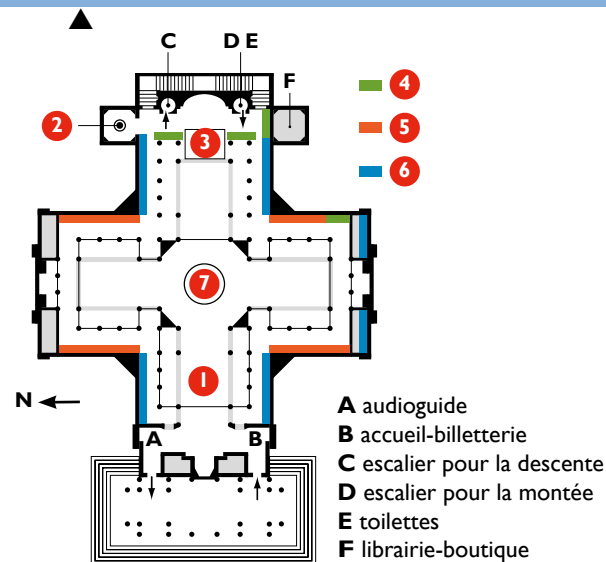 C
D E
F
4
2
5
3
6
7
1
N
A
B
A audioguide
B accueil-billetterie
C escalier pour la descente
D escalier pour la montée
E toilettes
F librairie-boutique